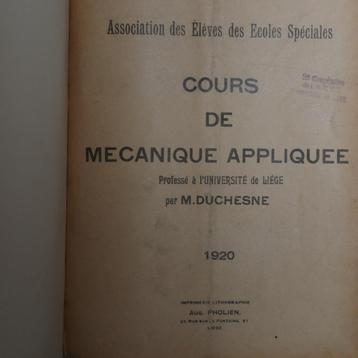 Association des Élèves des Ecoles Spéciales
COURS
DE
MECANIQUE APPLIQUEE
Professé à l'UNIVERSITÉ de LIÉGE
par M. DUCHESNE
1920
IMPRIMERIE LITHOGRAPHIE
AUG. PHOLIEN,
LIÉGE